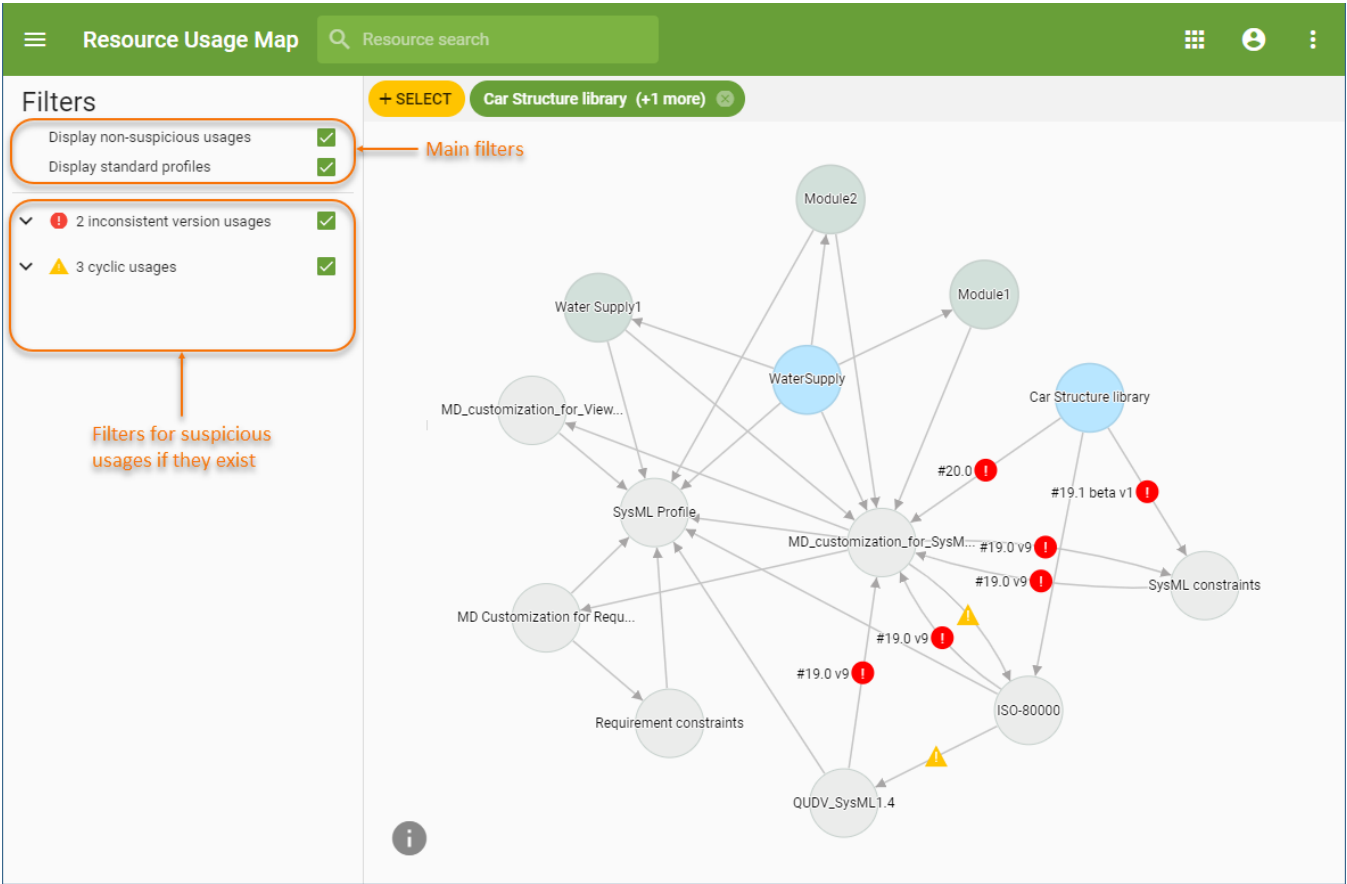 Resource Usage Map
Resource search
Filters
Display non-suspicious usages
Display standard profiles
2 inconsistent version usages
3 cyclic usages
Main filters
Filters for suspicious
usages if they exist
+ SELECT
Car Structure library (+1 more)
Module2
Module1
Water Supply1
WaterSupply
Car Structure library
MD_customization_for_View...
#20.0
#19.1 beta v1
SysML Profile
MD_customization_for_SysM...
#19.0 v9
#19.0 v9
SysML constraints
MD Customization for Requ...
#19.0 v9
#19.0 v9
ISO-80000
Requirement constraints
QUDV_SysML1.4